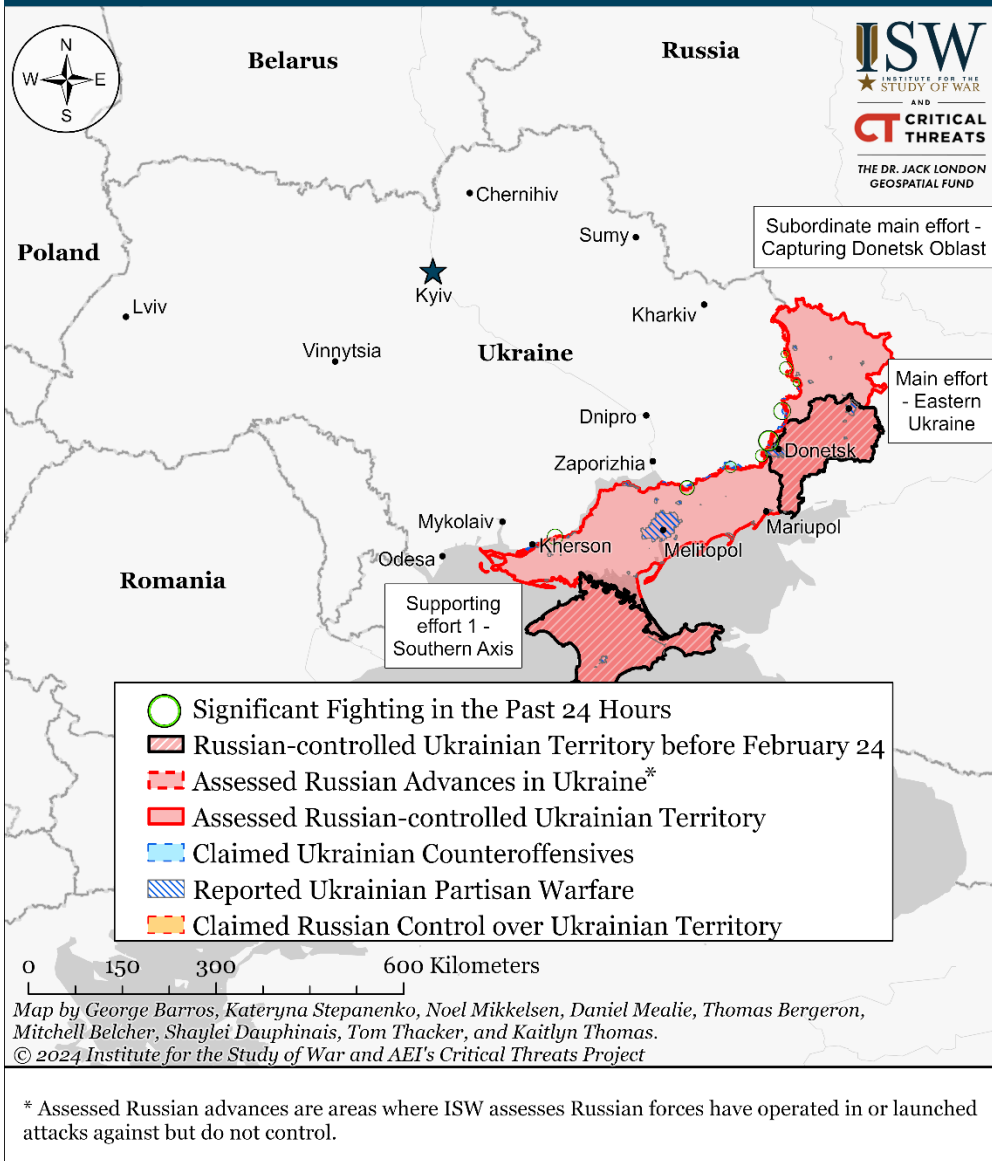 N
W
E
S
Belarus
Russia
ISW
INSTITUTE FOR THE
STUDY OF WAR
AND
CT CRITICAL
THREATS
THE DR. JACK LONDON
GEOSPATIAL FUND
Chernihiv
Subordinate main effort -
Capturing Donetsk Oblast
Sumy
Poland
Kyiv
Lviv
Kharkiv
Vinnytsia
Ukraine
Main effort
- Eastern
Ukraine
Dnipro
Donetsk
Zaporizhia
Mykolaiv
Mariupol
Kherson
Melitopol
Odesa
Romania
Supporting
effort 1 -
Southern Axis
Significant Fighting in the Past 24 Hours
Russian-controlled Ukrainian Territory before February 24
Assessed Russian Advances in Ukraine*
Assessed Russian-controlled Ukrainian Territory
Claimed Ukrainian Counteroffensives
Reported Ukrainian Partisan Warfare
Claimed Russian Control over Ukrainian Territory
0 150 300 600 Kilometers
Map by George Barros, Kateryna Stepanenko, Noel Mikkelsen, Daniel Mealie, Thomas Bergeron,
Mitchell Belcher, Shaylei Dauphinais, Tom Thacker, and Kaitlyn Thomas.
© 2024 Institute for the Study of War and AEI's Critical Threats Project
* Assessed Russian advances are areas where ISW assesses Russian forces have operated in or launched
attacks against but do not control.